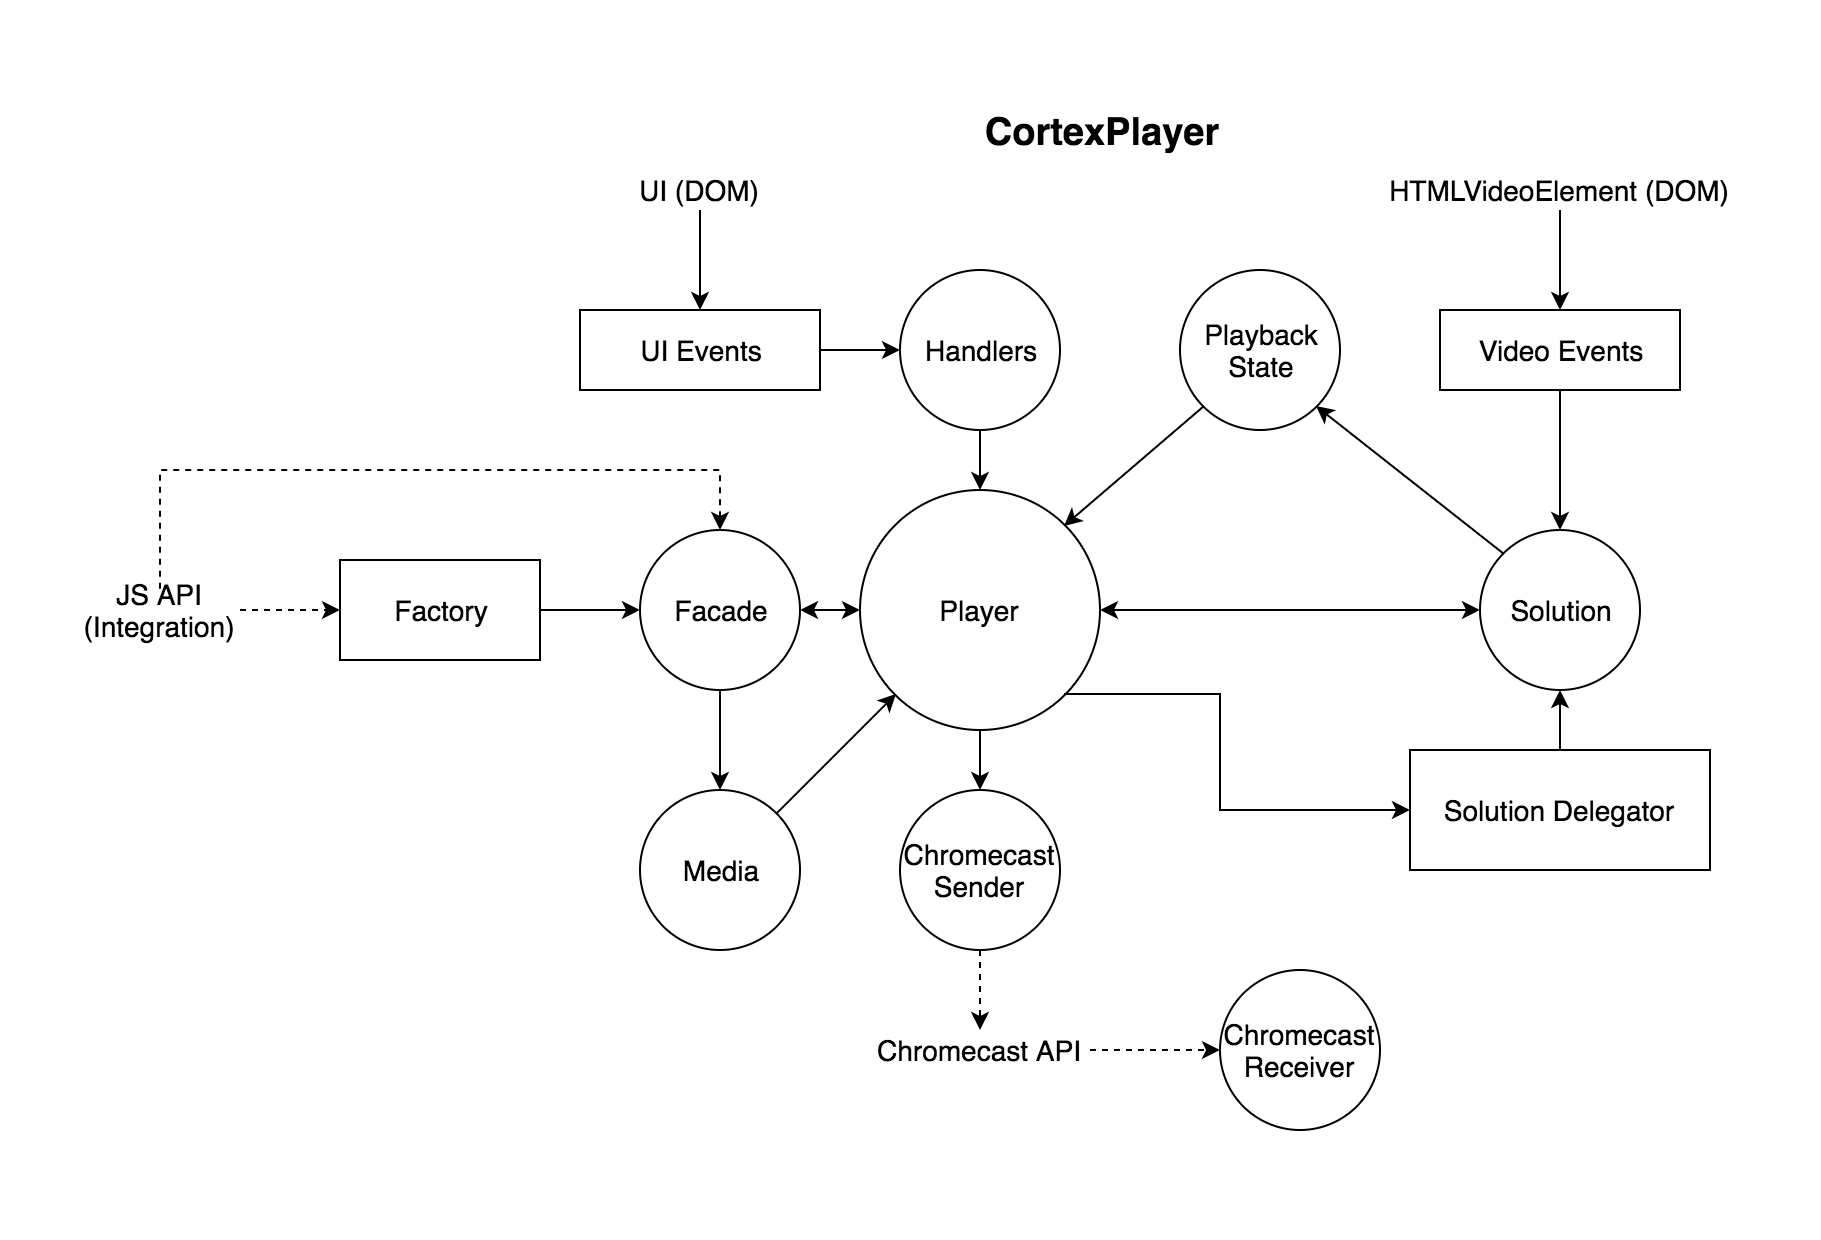 CortexPlayer
UI (DOM)
HTMLVideoElement (DOM)
UI Events
Handlers
Playback
State
Video Events
JS API
(Integration)
Factory
Facade
Player
Solution
Media
Chromecast
Sender
Solution Delegator
Chromecast API
Chromecast
Receiver